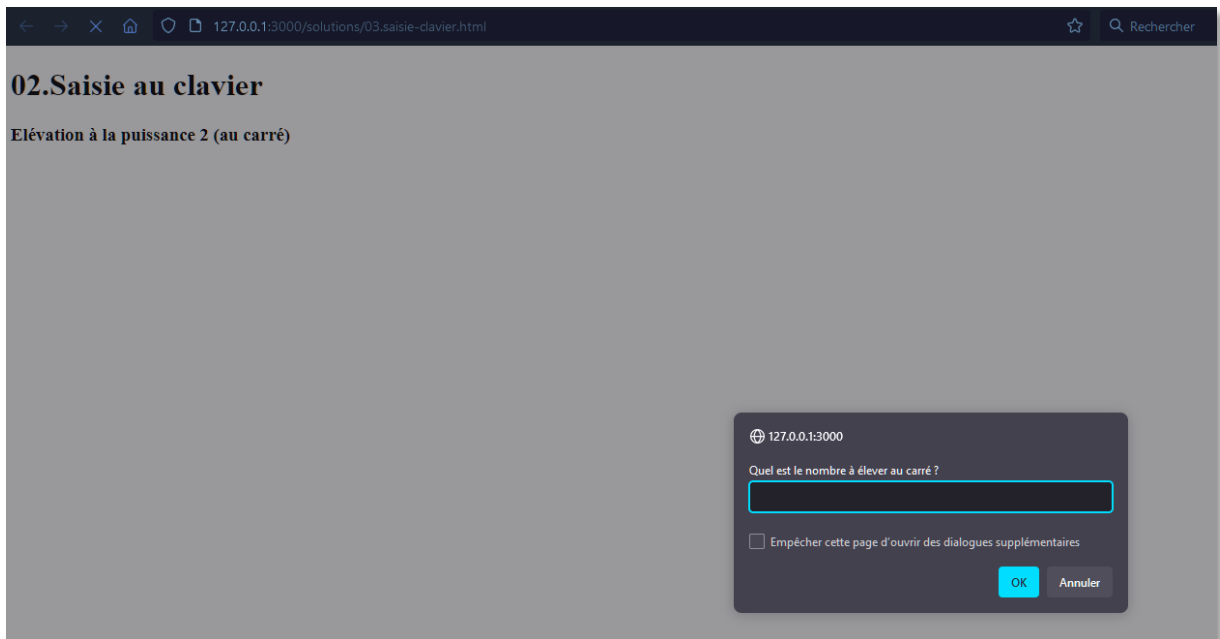 127.0.0.1:3000/solutions/03.saisie-clavier.html
Rechercher
02.Saisie au clavier
Elévation à la puissance 2 (au carré)
127.0.0.1:3000
Quel est le nombre à élever au carré ?
Empêcher cette page d'ouvrir des dialogues supplémentaires
OK
Annuler